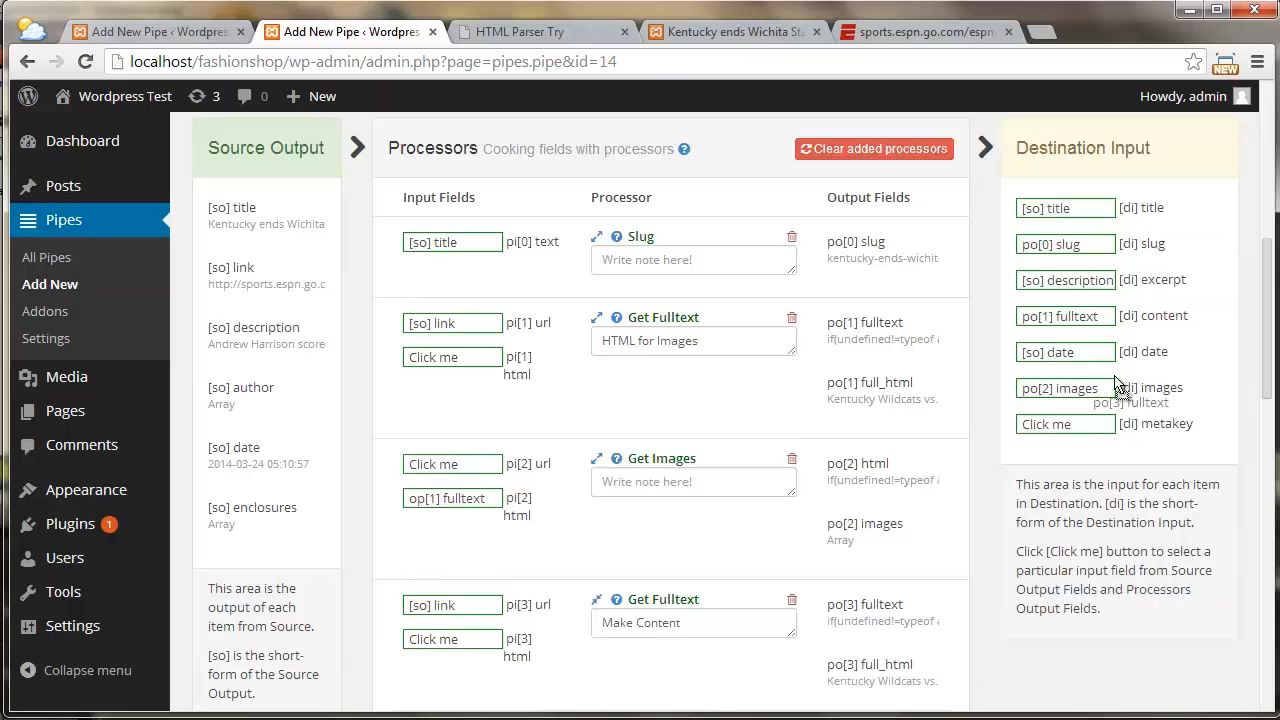 Add New Pipe ‹ Wordpres
Add New Pipe ‹ Wordpres
HTML Parser Try
Kentucky ends Wichita St
sports.espn.go.com/espn
localhost/fashionshop/wp-admin/admin.php?page=pipes.pipe&id=14
NEW
Wordpress Test
3
0
New
Howdy, admin
Dashboard
Posts
Pipes
All Pipes
Add New
Addons
Settings
Media
Pages
Comments
Appearance
Plugins 1
Users
Tools
Settings
Collapse menu
Source Output
[so] title
Kentucky ends Wichita
[so] link
http://sports.espn.go.c
[so] description
Andrew Harrison score
[so] author
Array
[so] date
2014-03-24 05:10:57
[so] enclosures
Array
This area is the
output of each
item from Source.
[so] is the short-
form of the Source
Output.
Processors Cooking fields with processors ?
Clear added processors
Input Fields Processor Output Fields
[so] title pi[0] text
? Slug
Write note here!
po[0] slug
kentucky-ends-wichit
[so] link pi[1] url
Click me pi[1]
html
? Get Fulltext
HTML for Images
po[1] fulltext
if(undefined!=typeof
po[1] full_html
Kentucky Wildcats vs.
Click me pi[2] url
op[1] fulltext pi[2]
html
? Get Images
Write note here!
po[2] html
if(undefined!=typeof
po[2] images
Array
[so] link pi[3] url
Click me pi[3]
html
? Get Fulltext
Make Content
po[3] fulltext
if(undefined!=typeof
po[3] full_html
Kentucky Wildcats vs.
Destination Input
[so] title [di] title
po[0] slug [di] slug
[so] description [di] excerpt
po[1] fulltext [di] content
[so] date [di] date
po[2] images [di] images
po[3] fulltext
Click me [di] metakey
This area is the input for each item
in Destination. [di] is the short-
form of the Destination Input.
Click [Click me] button to select a
particular input field from Source
Output Fields and Processors
Output Fields.